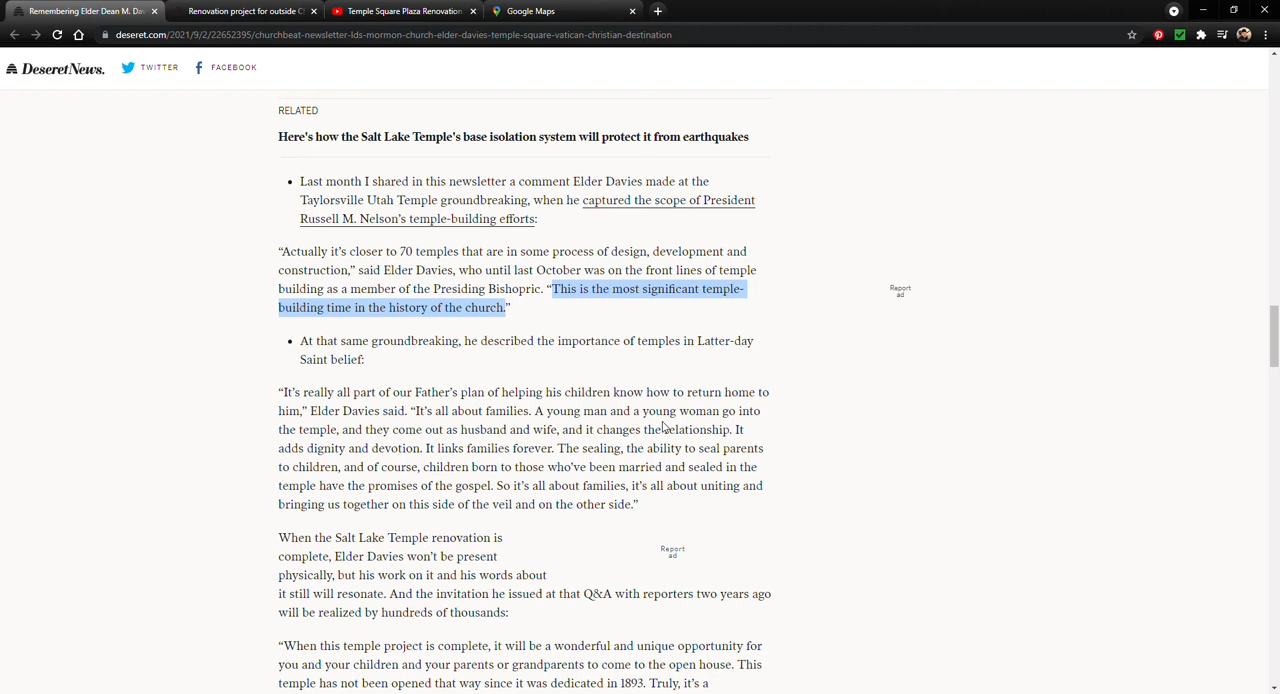 Remembering Elder Dean M. Dav
Renovation project for outside C
Temple Square Plaza Renovation
Google Maps
deseret.com/2021/9/2/22652395/churchbeat-newsletter-lds-mormon-church-elder-davies-temple-square-vatican-christian-destination
Deseret News.
TWITTER
FACEBOOK
RELATED
Here's how the Salt Lake Temple's base isolation system will protect it from earthquakes
• Last month I shared in this newsletter a comment Elder Davies made at the
Taylorsville Utah Temple groundbreaking, when he captured the scope of President
Russell M. Nelson's temple-building efforts:
“Actually it's closer to 70 temples that are in some process of design, development and
construction,” said Elder Davies, who until last October was on the front lines of temple
building as a member of the Presiding Bishopric. “This is the most significant temple-
building time in the history of the church.”
Report
ad
• At that same groundbreaking, he described the importance of temples in Latter-day
Saint belief:
“It's really all part of our Father's plan of helping his children know how to return home to
him,” Elder Davies said. “It's all about families. A young man and a young woman go into
the temple, and they come out as husband and wife, and it changes the relationship. It
adds dignity and devotion. It links families forever. The sealing, the ability to seal parents
to children, and of course, children born to those who've been married and sealed in the
temple have the promises of the gospel. So it's all about families, it's all about uniting and
bringing us together on this side of the veil and on the other side.”
When the Salt Lake Temple renovation is
complete, Elder Davies won't be present
physically, but his work on it and his words about
Report
ad
it still will resonate. And the invitation he issued at that Q&A with reporters two years ago
will be realized by hundreds of thousands:
“When this temple project is complete, it will be a wonderful and unique opportunity for
you and your children and your parents or grandparents to come to the open house. This
temple has not been opened that way since it was dedicated in 1893. Truly, it's a